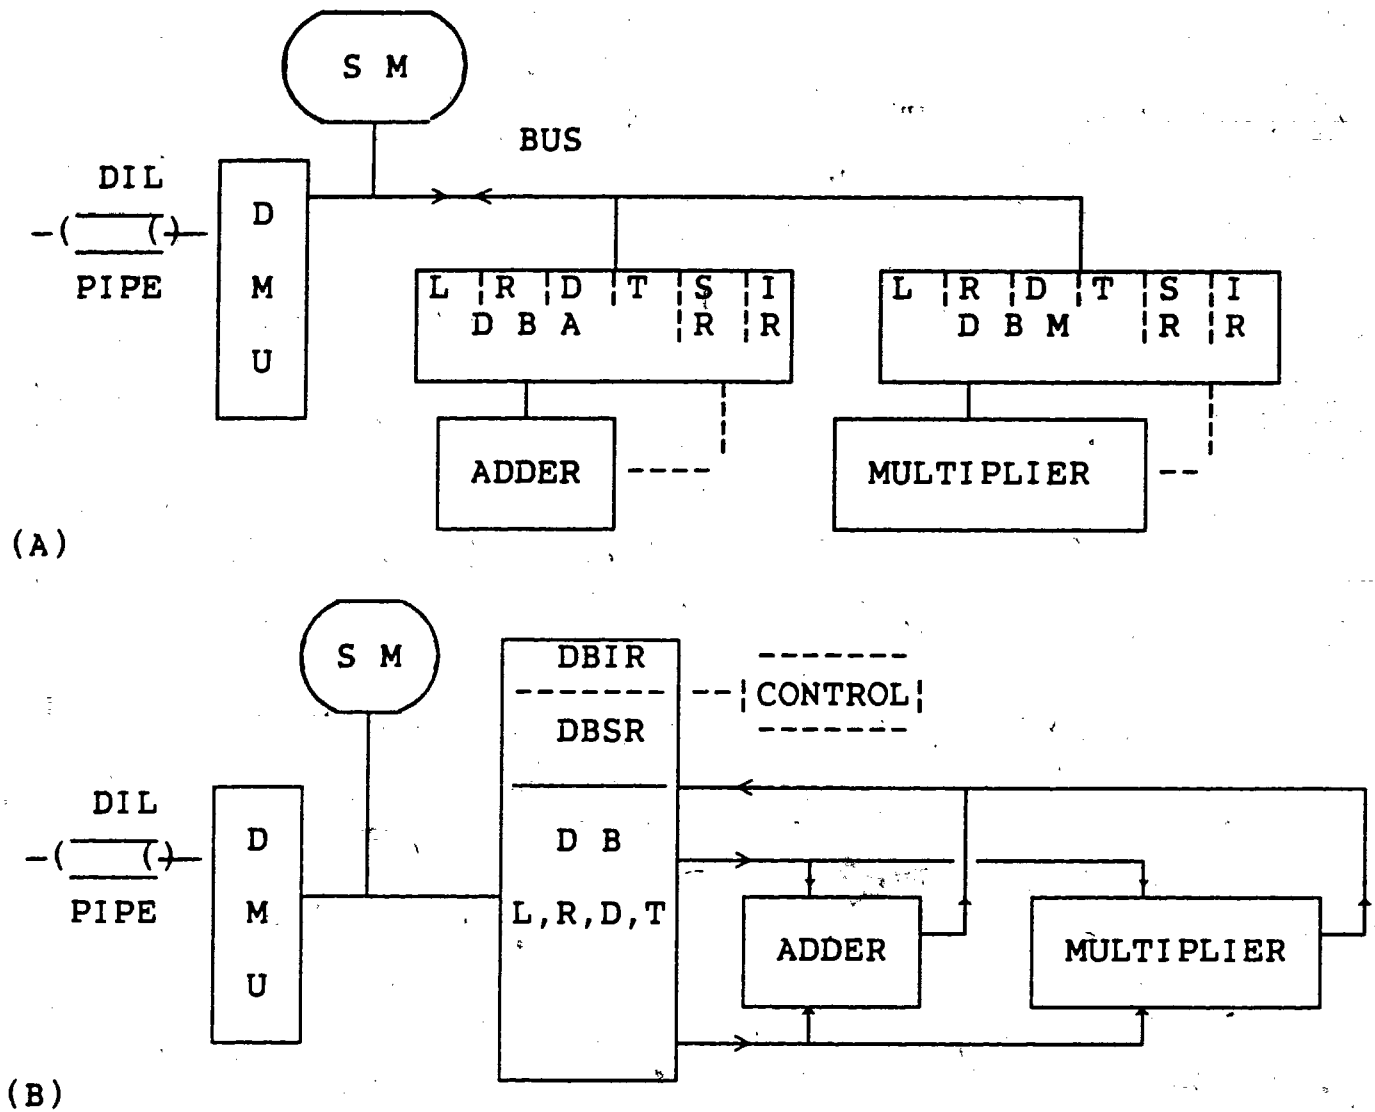 S M
BUS
DIL
PIPE
D
M
U
L R D T S I
D B A R R
L R D T S I
D B M R R
ADDER
MULTIPLIER
(A)
S M
DBIR
CONTROL
DBSR
DIL
PIPE
D
M
U
D B
L,R,D,T
ADDER
MULTIPLIER
(B)